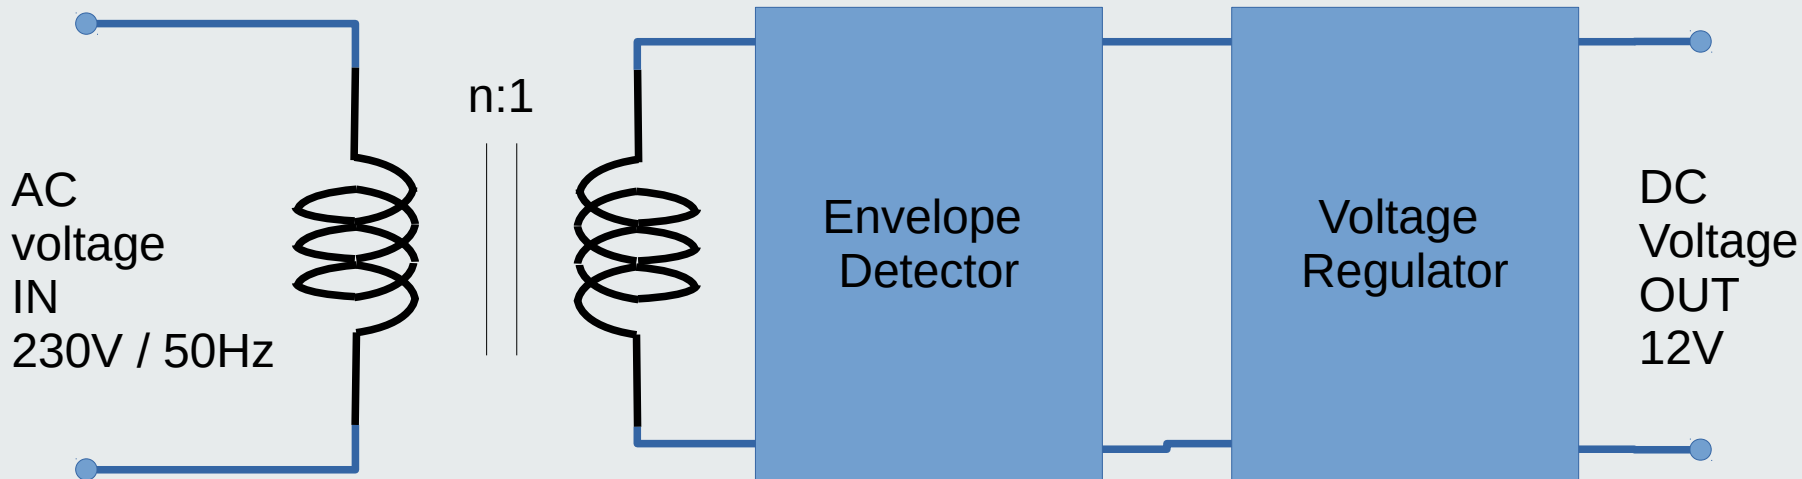 AC
voltage
IN
230V / 50Hz
n:1
Envelope
Detector
Voltage
Regulator
DC
Voltage
OUT
12V